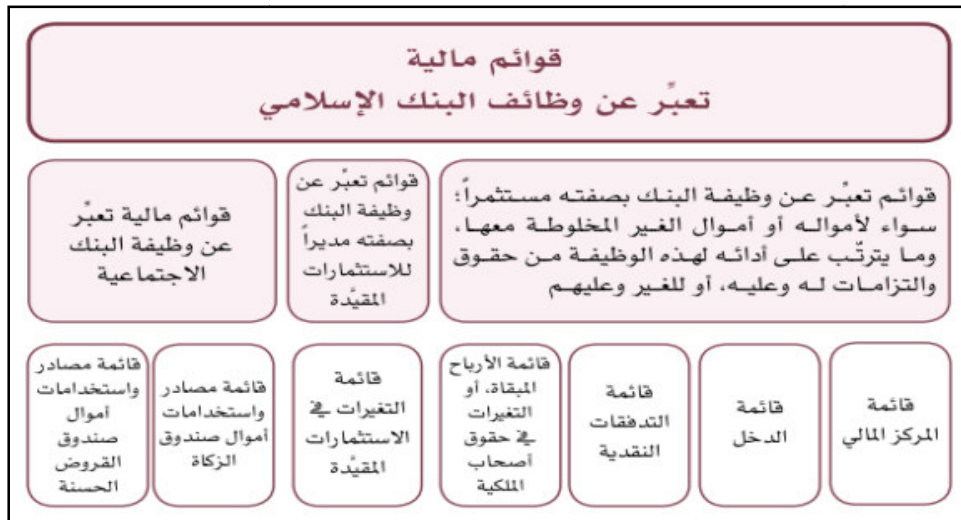 قوائم مالية
تعبِّر عن وظائف البنك الإسلامي
قوائم تعبِّر عن وظيفة البنك بصفته مستثمراً؛
سواء لأمواله أو أموال الغير المخلوطة معها،
وما يترتّب على أدائه لهذه الوظيفة من حقوق
والتزامات له وعليه، أو للغير وعليهم
قوائم تعبِّر عن
وظيفة البنك
بصفته مديراً
للاستثمارات
المقيَّدة
قوائم مالية تعبِّر
عن وظيفة البنك
الاجتماعية
قائمة
المركز المالي
قائمة
الدخل
قائمة
التدفقات
النقدية
قائمة الأرباح
المبقاة، أو
التغيرات
في حقوق
أصحاب
الملكية
قائمة
التغيرات في
الاستثمارات
المقيَّدة
قائمة مصادر
واستخدامات
أموال صندوق
الزكاة
قائمة مصادر
واستخدامات
أموال
صندوق
القروض
الحسنة